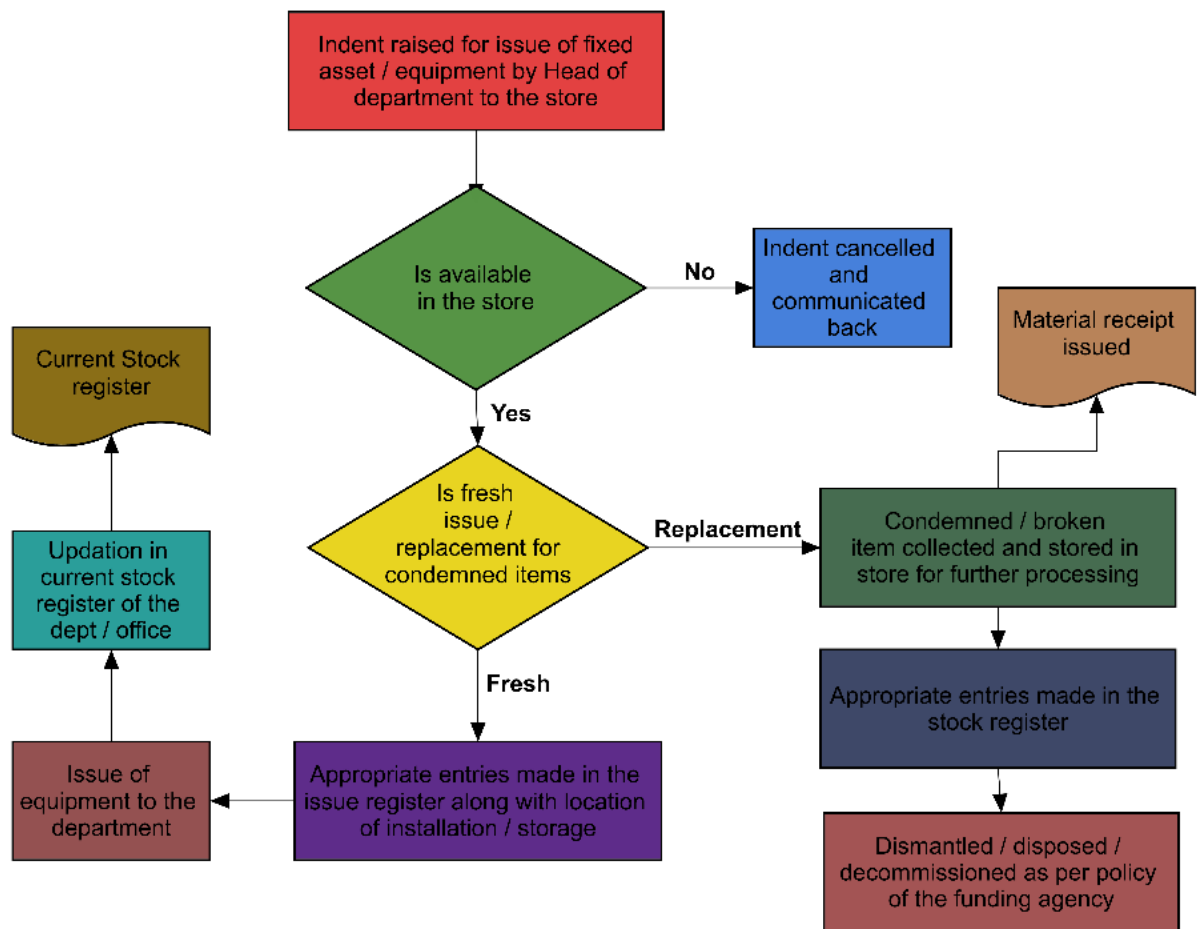 Indent raised for issue of fixed
asset / equipment by Head of
department to the store
Is available
in the store
No
Indent cancelled
and
communicated
back
Material receipt
issued
Current Stock
register
Yes
Is fresh
issue /
replacement for
condemned items
Replacement
Condemned / broken
item collected and stored in
store for further processing
Updation in
current stock
register of the
dept / office
Fresh
Appropriate entries made in the
stock register
Issue of
equipment to the
department
Appropriate entries made in the
issue register along with location
of installation / storage
Dismantled / disposed /
decommissioned as per policy
of the funding agency